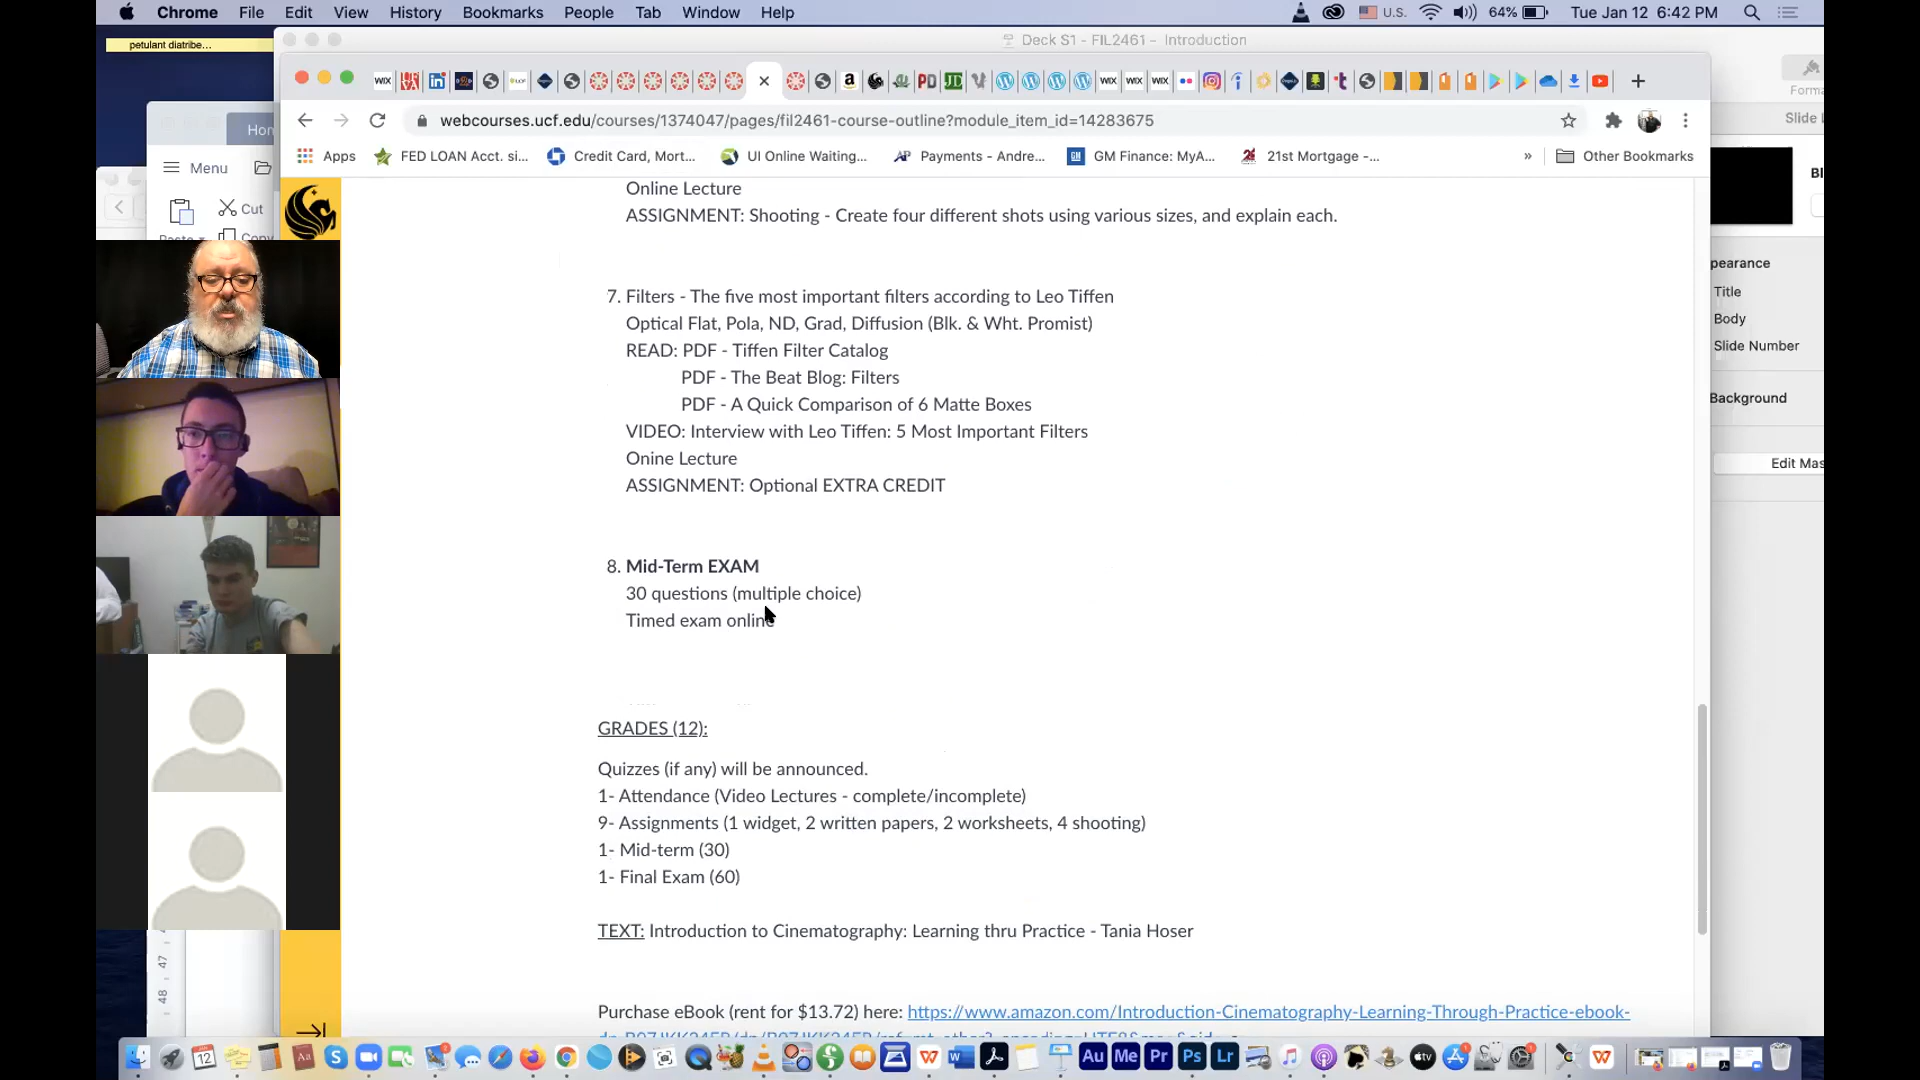 Chrome File Edit View History Bookmarks People Tab Window Help U.S. 64% Tue Jan 12 6:42 PM
petulant diatribe...
Deck S1 - FIL2461 - Introduction
webcourses.ucf.edu/courses/1374047/pages/fil2461-course-outline?module_item_id=14283675
Apps FED LOAN Acct. si... Credit Card, Mort... UI Online Waiting... Payments - Andre... GM Finance: MyA... 21st Mortgage -... » Other Bookmarks
Menu
Cut
Online Lecture
ASSIGNMENT: Shooting - Create four different shots using various sizes, and explain each.
7. Filters - The five most important filters according to Leo Tiffen
Optical Flat, Pola, ND, Grad, Diffusion (Blk. & Wht. Promist)
READ: PDF - Tiffen Filter Catalog
PDF - The Beat Blog: Filters
PDF - A Quick Comparison of 6 Matte Boxes
VIDEO: Interview with Leo Tiffen: 5 Most Important Filters
Onine Lecture
ASSIGNMENT: Optional EXTRA CREDIT
8. Mid-Term EXAM
30 questions (multiple choice)
Timed exam online
GRADES (12):
Quizzes (if any) will be announced.
1- Attendance (Video Lectures - complete/incomplete)
9- Assignments (1 widget, 2 written papers, 2 worksheets, 4 shooting)
1- Mid-term (30)
1- Final Exam (60)
TEXT: Introduction to Cinematography: Learning thru Practice - Tania Hoser
Purchase eBook (rent for $13.72) here: https://www.amazon.com/Introduction-Cinematography-Learning-Through-Practice-ebook-
Title
Body
Slide Number
Background
Edit Mas
47
48